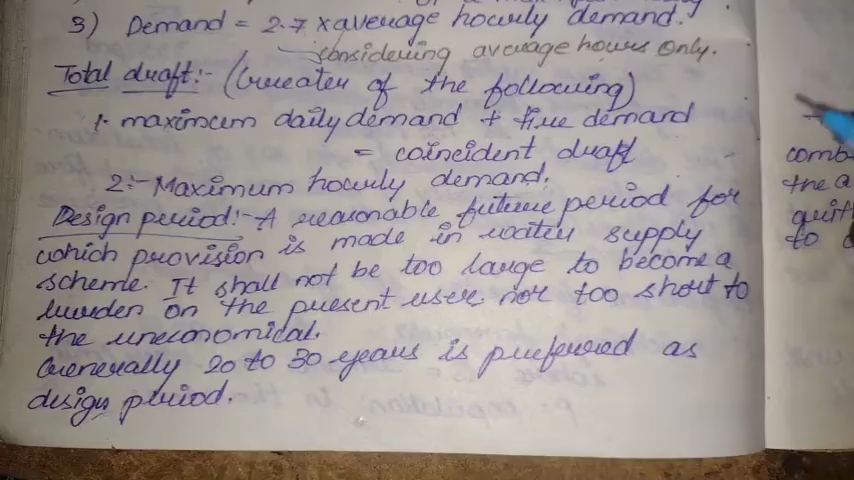 3) Demand = 2.7 x average hourly demand.
considering average hours only.
Total draft:- (Greater of the following)
1. maximum daily demand + fire demand
= coincident draft
2:- Maximum hourly demand.
Design period:- A reasonable future period for
which provision is made in water supply
scheme. It shall not be too large to become a
burden on the present user nor too short to
the uneconomical.
Generally 20 to 30 years is preferred as
design period.
comb
the a
quit
to